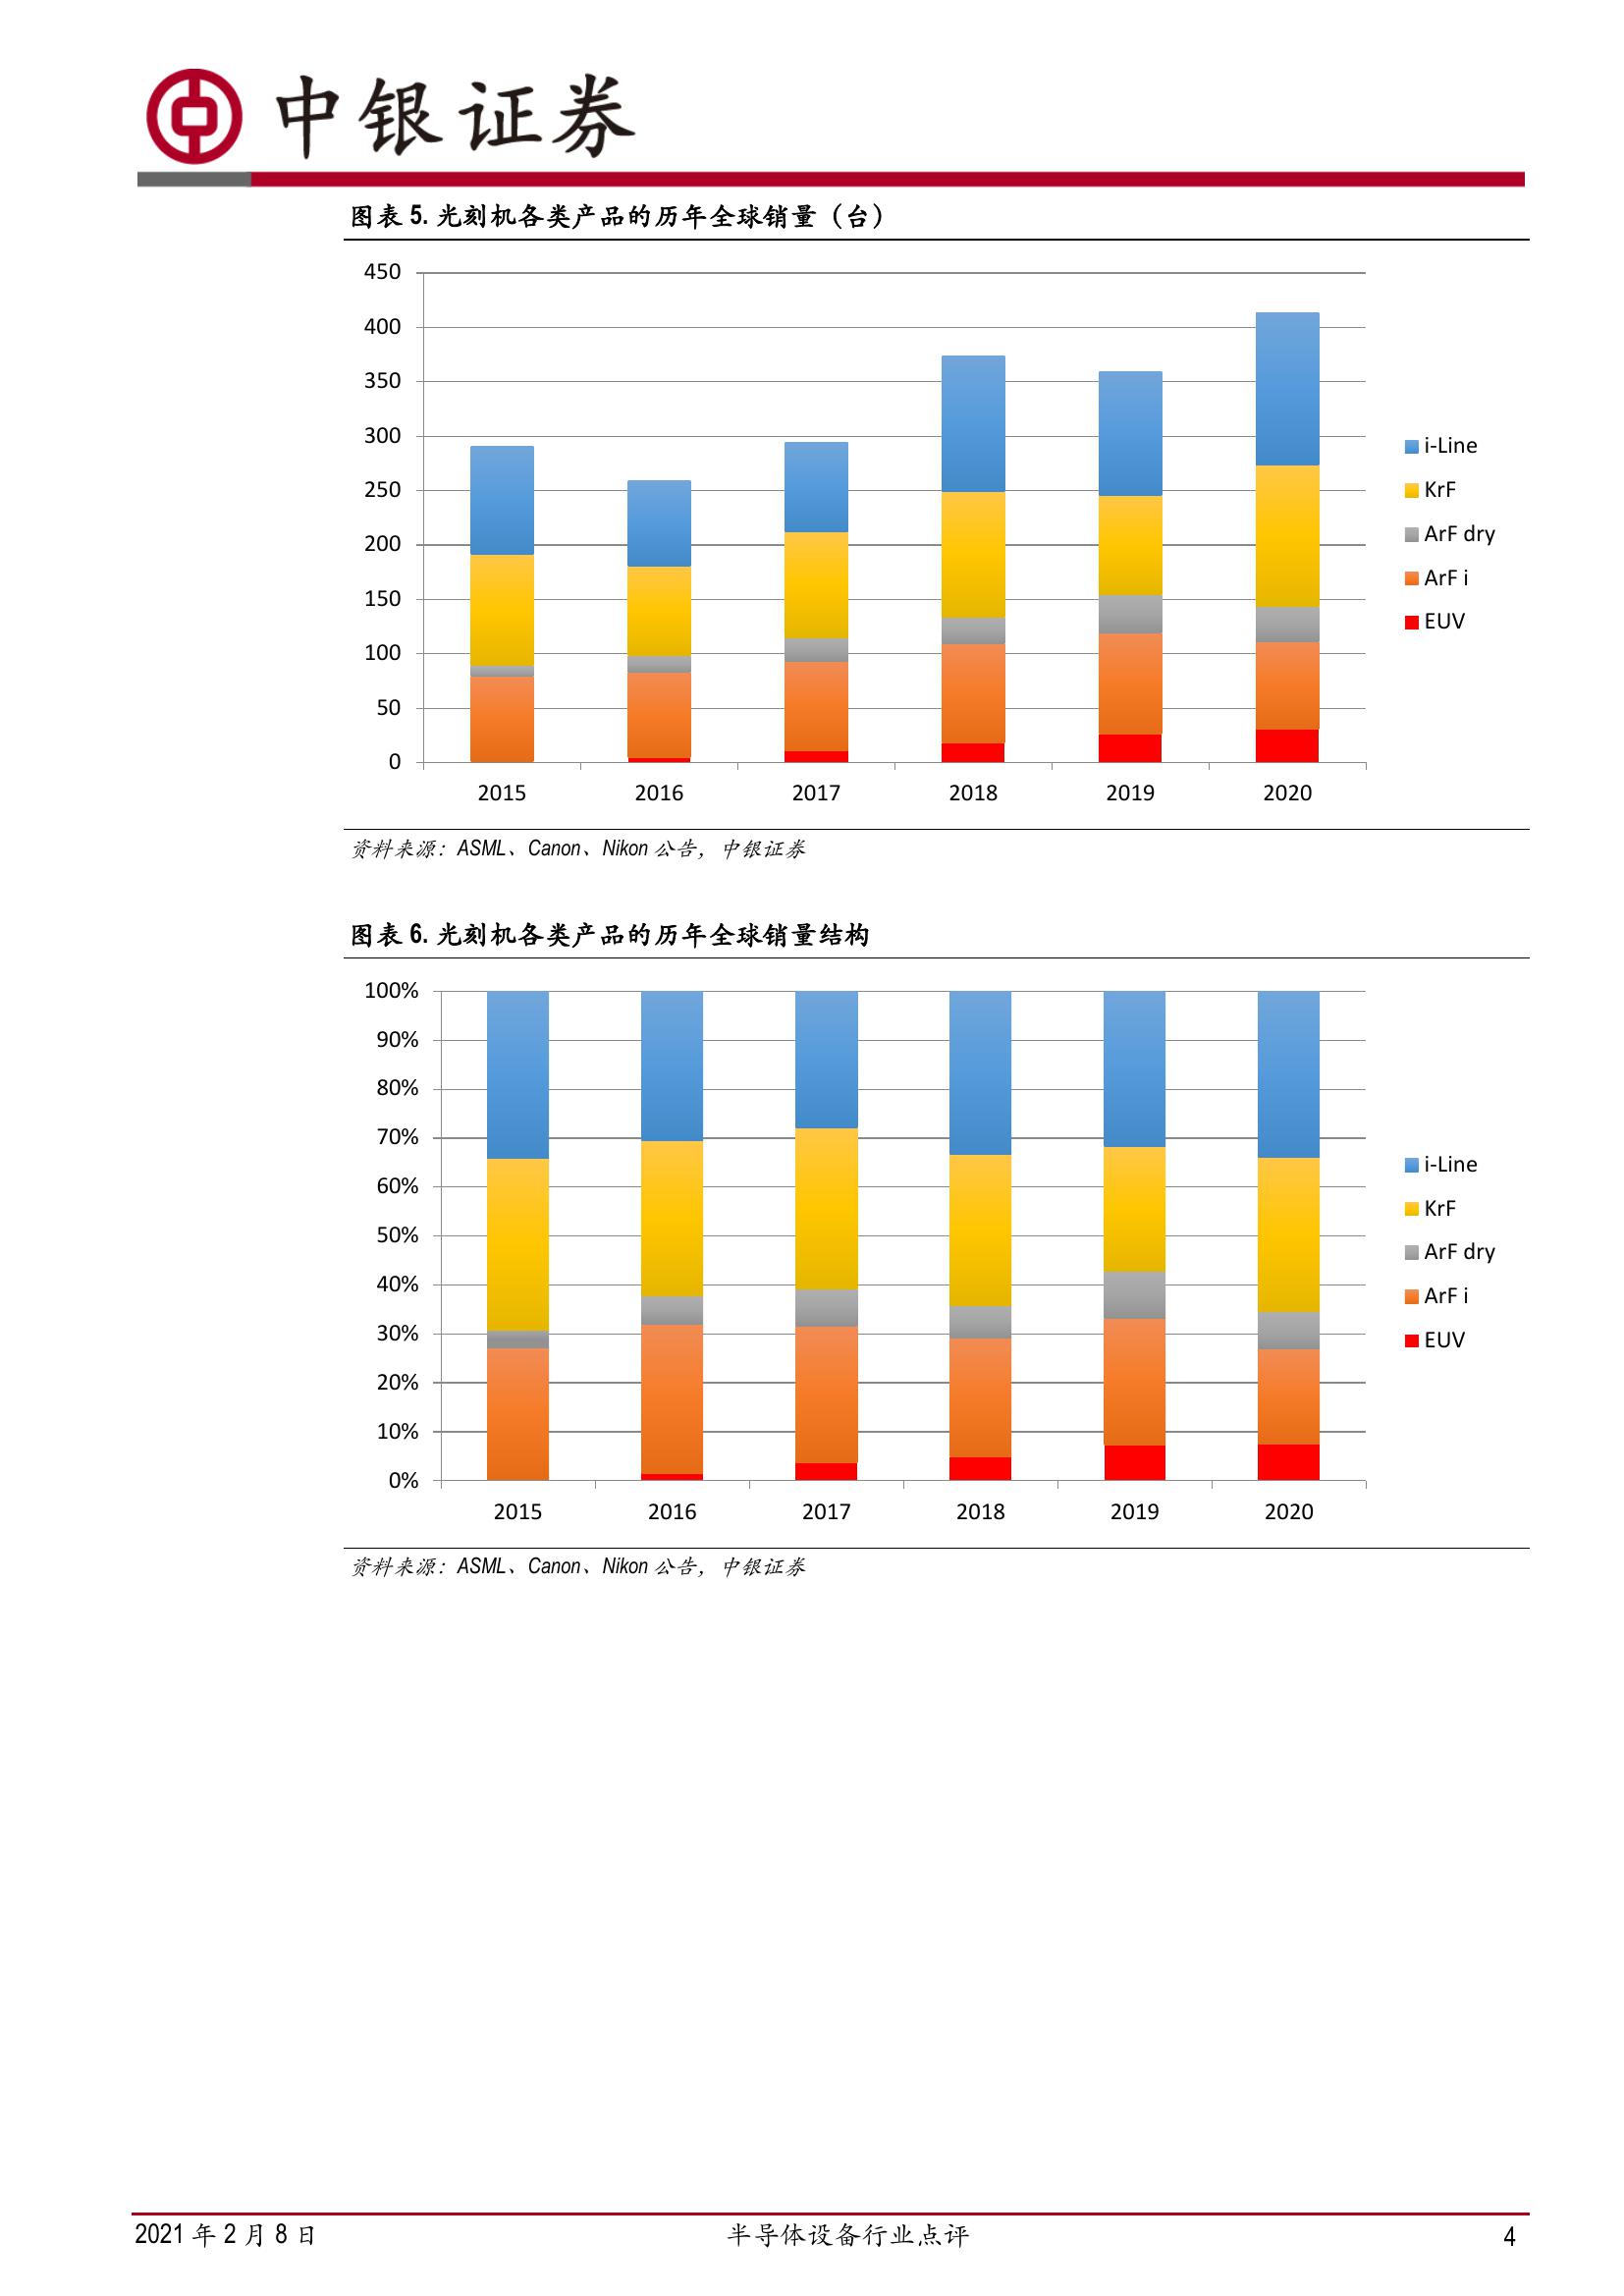 中银证券
图表 5. 光刻机各类产品的历年全球销量（台）
450
400
350
300
250
200
150
100
50
0
2015 2016 2017 2018 2019 2020
i-Line
KrF
ArF dry
ArF i
EUV
资料来源：ASML、Canon、Nikon 公告，中银证券
图表 6. 光刻机各类产品的历年全球销量结构
100%
90%
80%
70%
60%
50%
40%
30%
20%
10%
0%
2015 2016 2017 2018 2019 2020
i-Line
KrF
ArF dry
ArF i
EUV
资料来源：ASML、Canon、Nikon 公告，中银证券
2021 年 2 月 8 日 半导体设备行业点评 4